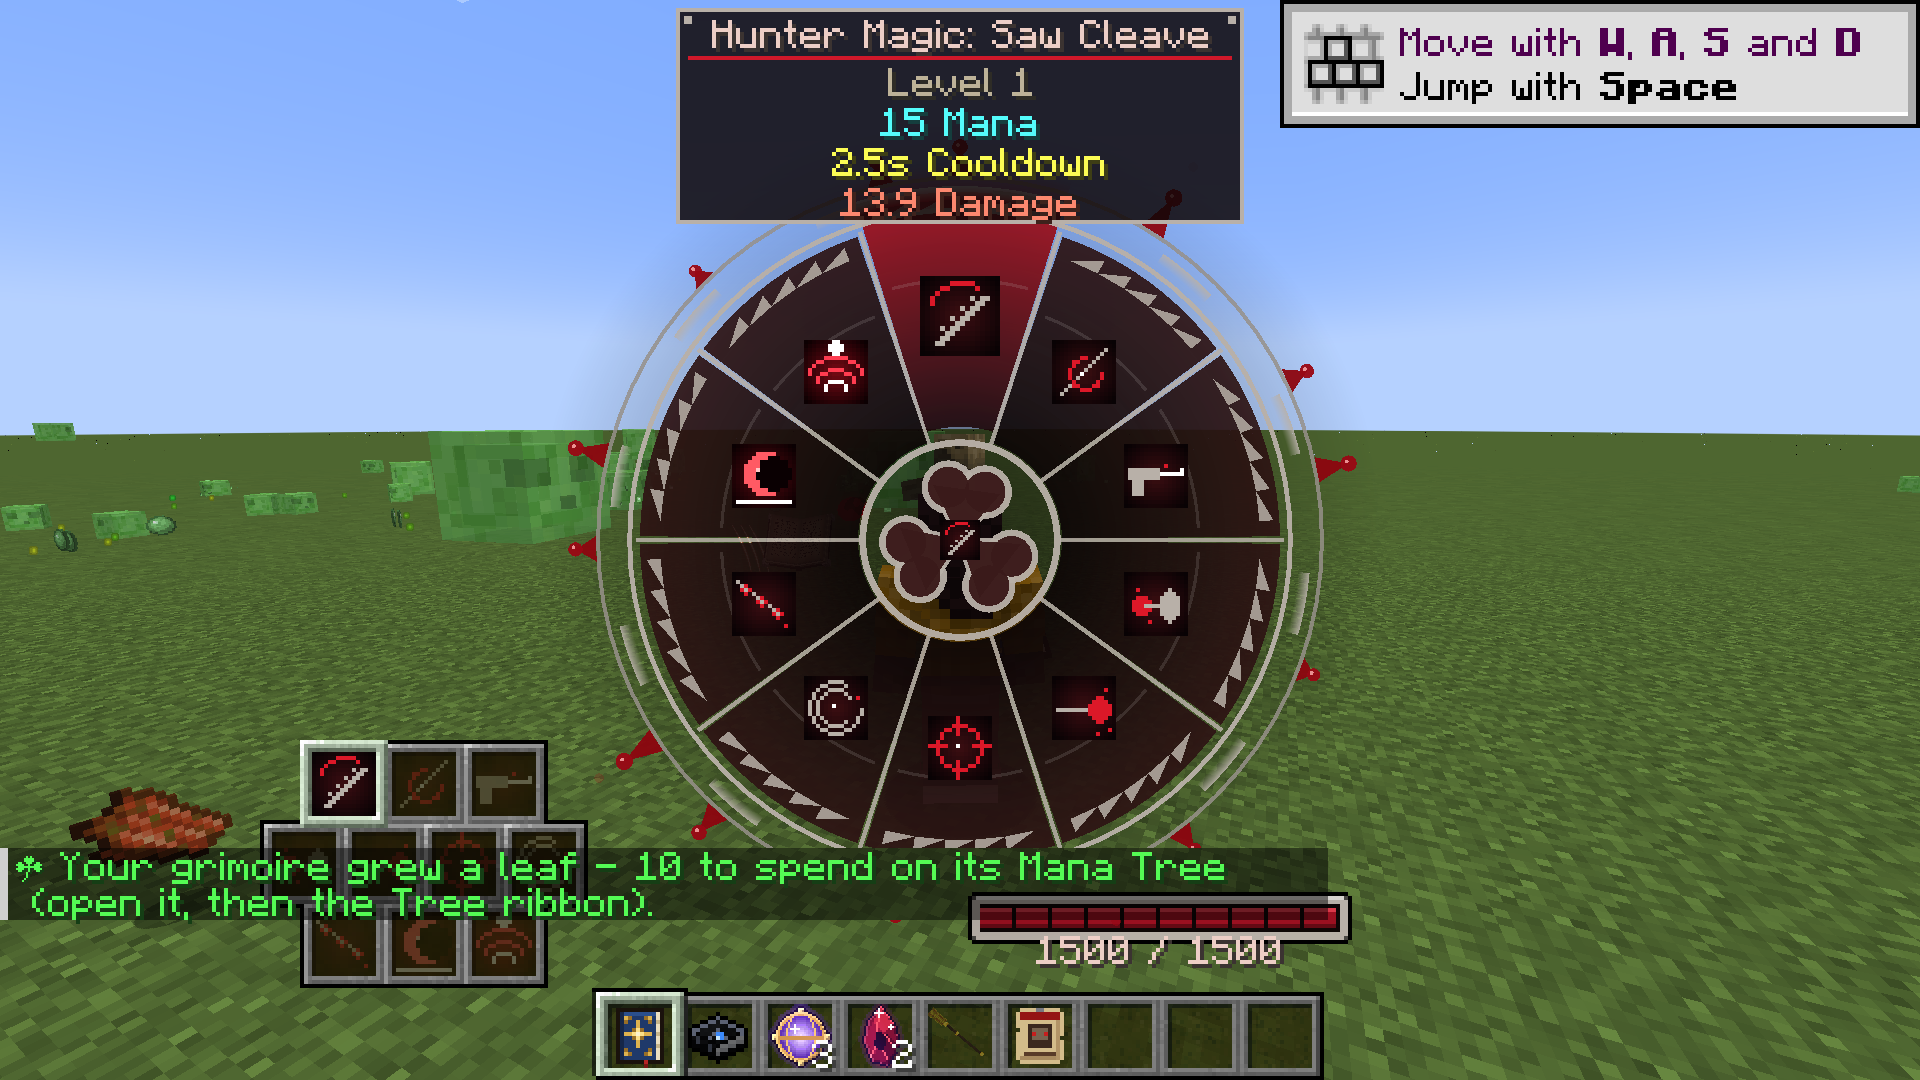 Hunter Magic: Saw Cleave
Level 1
15 Mana
2.5s Cooldown
13.9 Damage
Move with W, A, S and D
Jump with Space
☘ Your grimoire grew a leaf – 10 to spend on its Mana Tree
(open it, then the Tree ribbon).
1500 / 1500
3
2